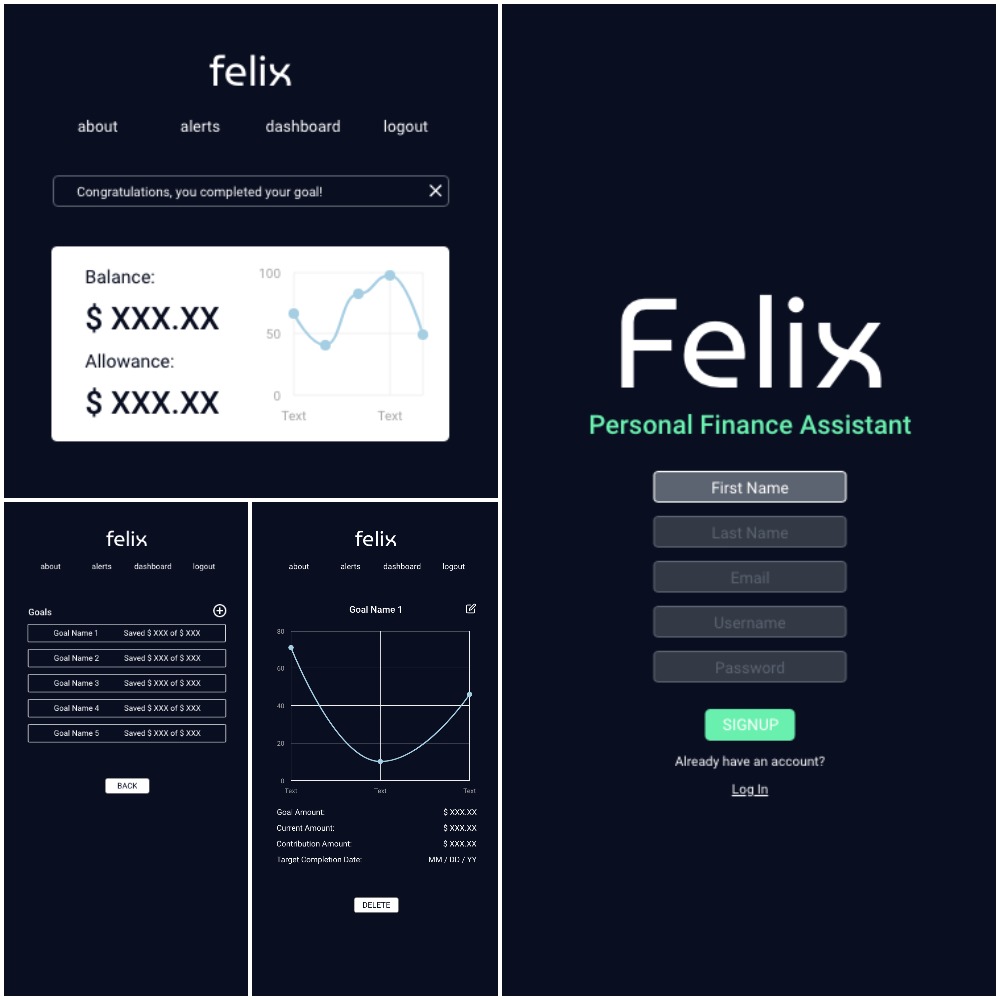 felix
about alerts dashboard logout
Congratulations, you completed your goal!
Balance:
$ XXX.XX
Allowance:
$ XXX.XX
100
50
0
Text Text
felix
about alerts dashboard logout
Goals
Goal Name 1 Saved $ XXX of $ XXX
Goal Name 2 Saved $ XXX of $ XXX
Goal Name 3 Saved $ XXX of $ XXX
Goal Name 4 Saved $ XXX of $ XXX
Goal Name 5 Saved $ XXX of $ XXX
BACK
felix
about alerts dashboard logout
Goal Name 1
80
60
40
20
0
Text Text Text
Goal Amount: $ XXX.XX
Current Amount: $ XXX.XX
Contribution Amount: $ XXX.XX
Target Completion Date: MM / DD / YY
DELETE
Felix
Personal Finance Assistant
First Name
Last Name
Email
Username
Password
SIGNUP
Already have an account?
Log In